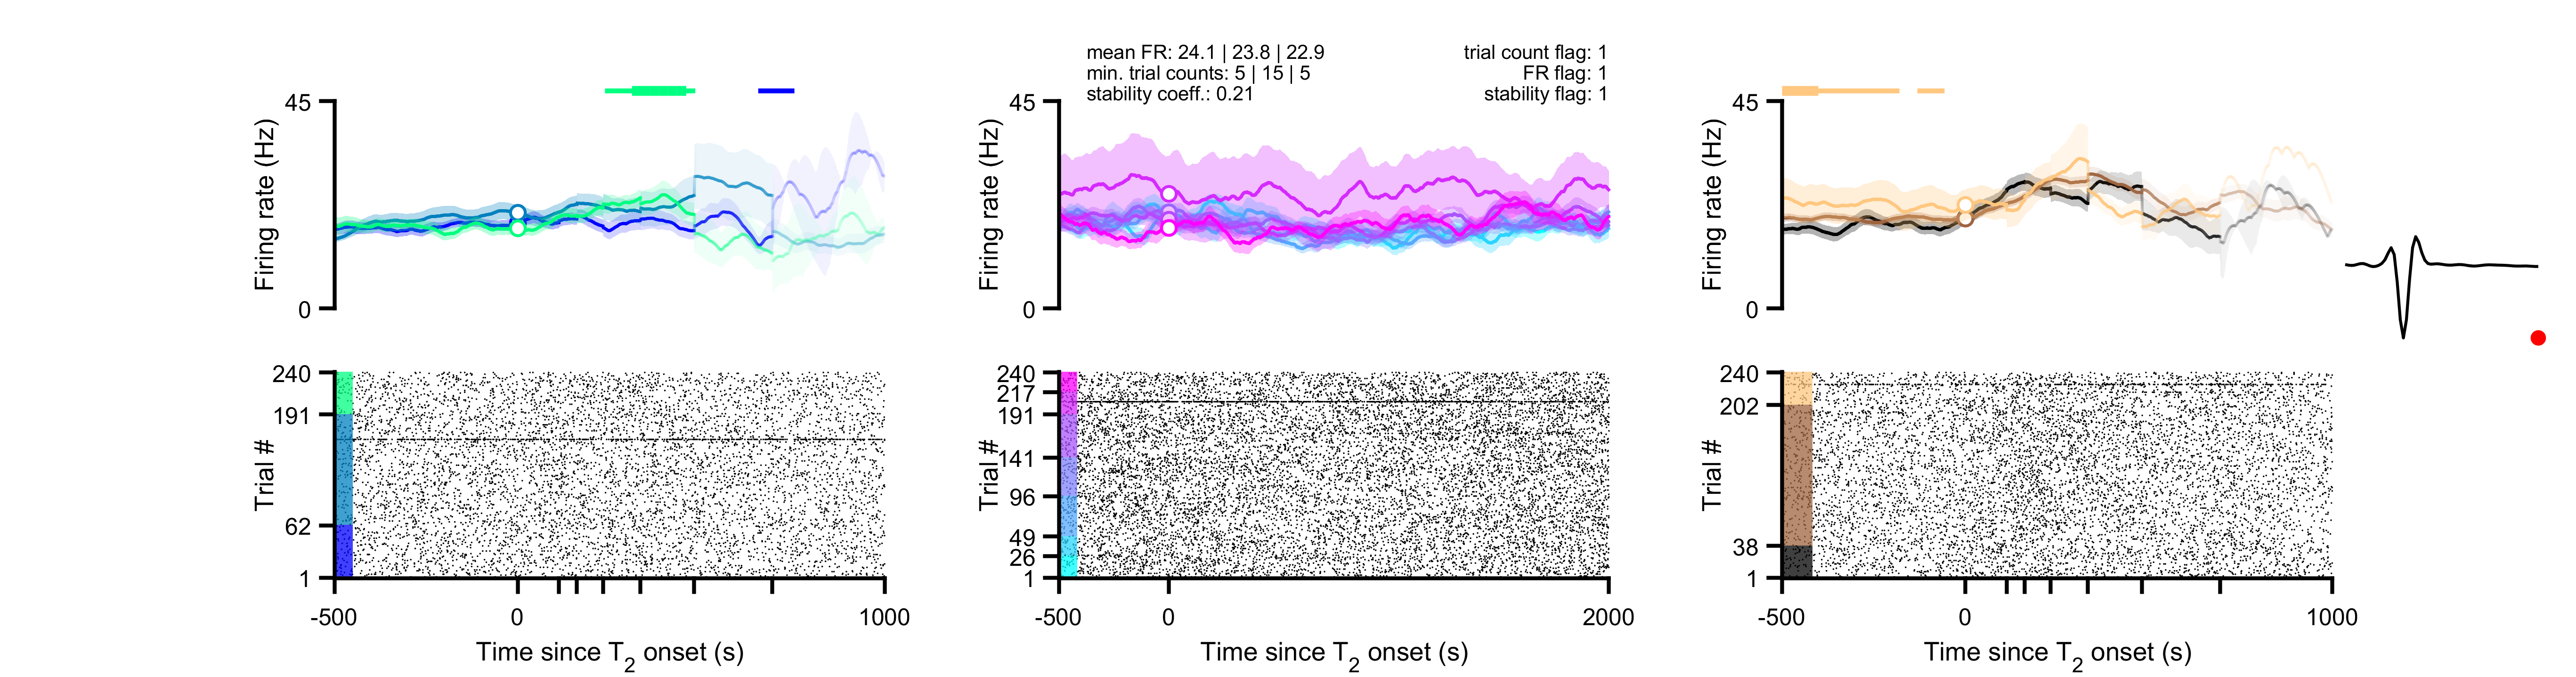 mean FR: 24.1 | 23.8 | 22.9
min. trial counts: 5 | 15 | 5
stability coeff.: 0.21
trial count flag: 1
FR flag: 1
stability flag: 1
45
Firing rate (Hz)
0
45
Firing rate (Hz)
0
45
Firing rate (Hz)
0
240
191
62
1
Trial #
-500
0
1000
Time since T2 onset (s)
240
217
191
141
96
49
26
1
Trial #
-500
0
2000
Time since T2 onset (s)
240
202
38
1
Trial #
-500
0
1000
Time since T2 onset (s)